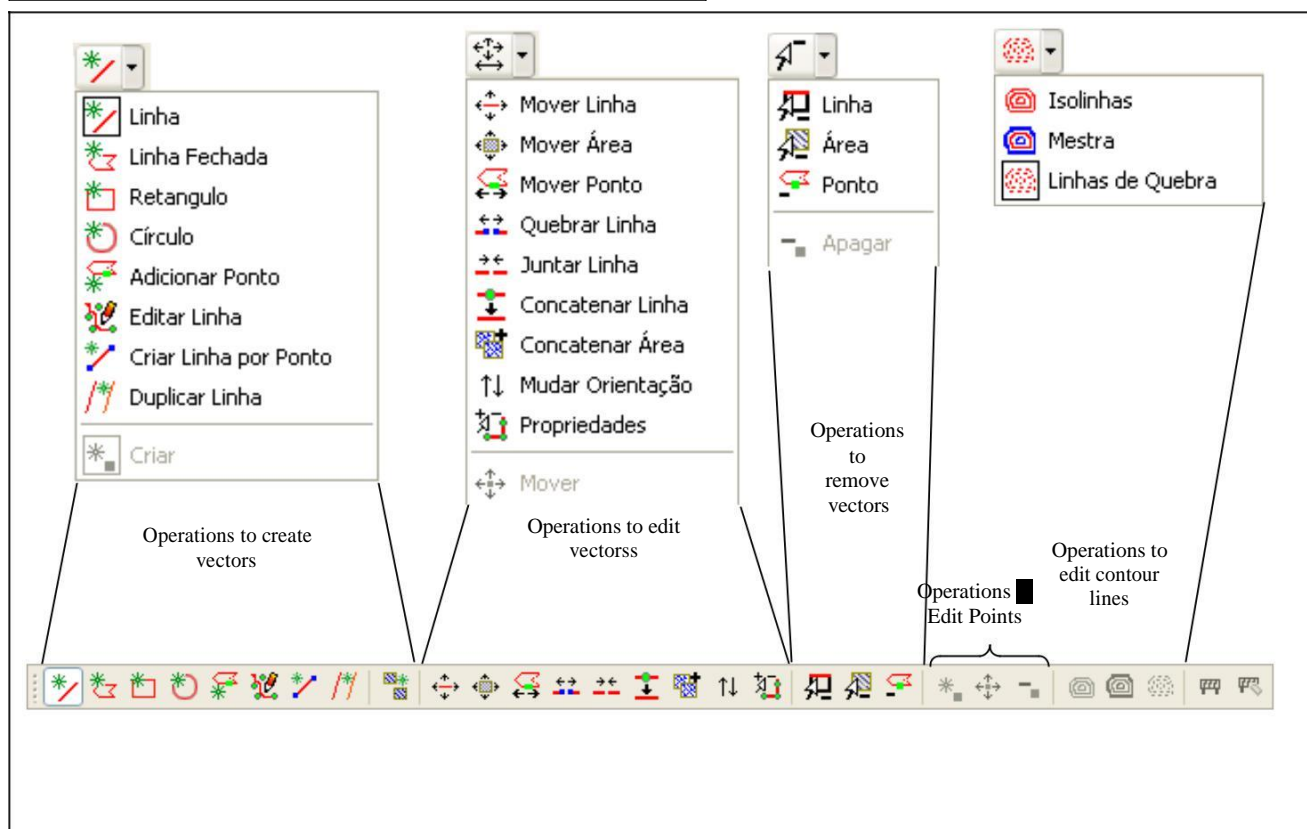 Linha
Linha Fechada
Retangulo
Círculo
Adicionar Ponto
Editar Linha
Criar Linha por Ponto
Duplicar Linha
Criar
Operations to create
vectors
Mover Linha
Mover Área
Mover Ponto
Quebrar Linha
Juntar Linha
Concatenar Linha
Concatenar Área
Mudar Orientação
Propriedades
Mover
Operations to edit
vectorss
Linha
Área
Ponto
Apagar
Operations
to
remove
vectors
Isolinhas
Mestra
Linhas de Quebra
Operations
Edit Points
Operations to
edit contour
lines